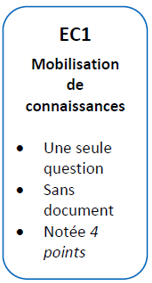 EC1
Mobilisation
de
connaissances
• Une seule
question
• Sans
document
• Notée 4
points